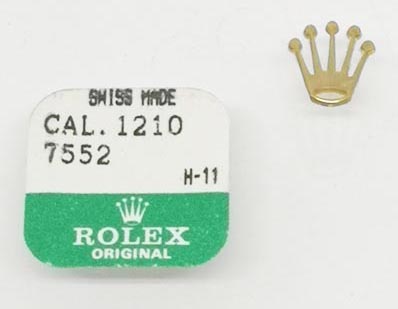 SWISS MADE
CAL. 1210
7552
H-11
ROLEX
ORIGINAL